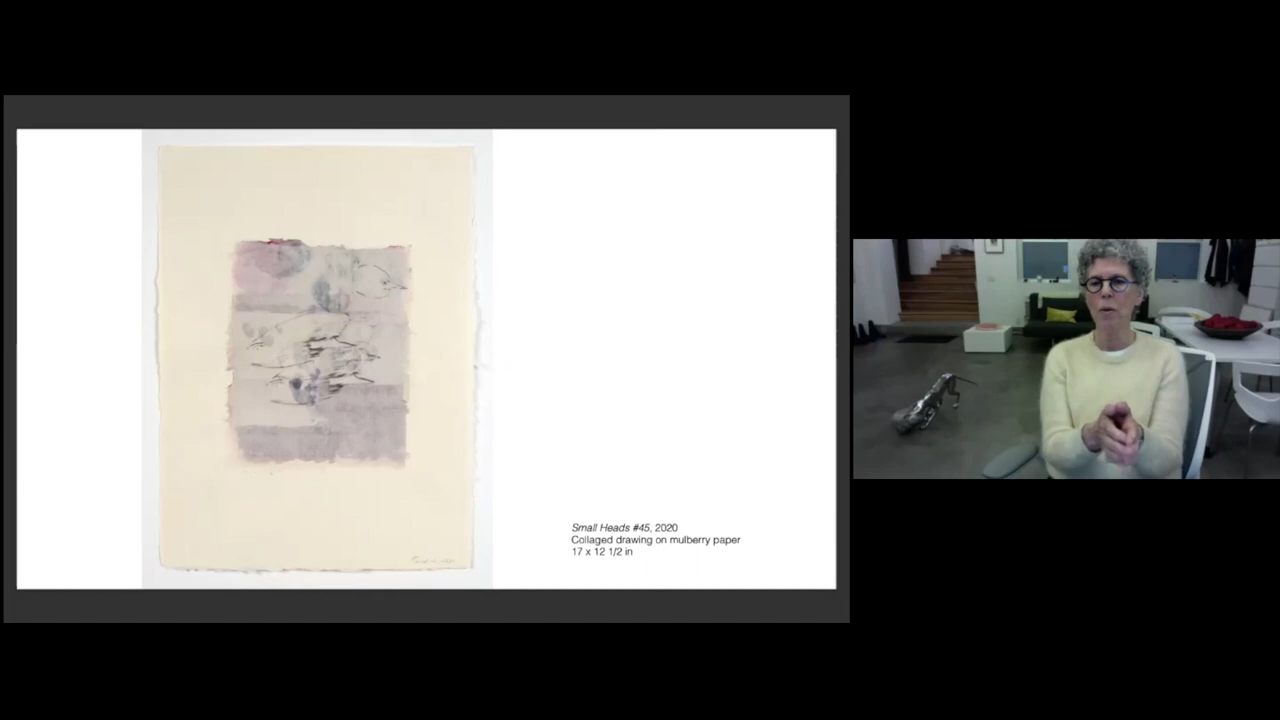 Small Heads #45, 2020
Collaged drawing on mulberry paper
17 x 12 1/2 in